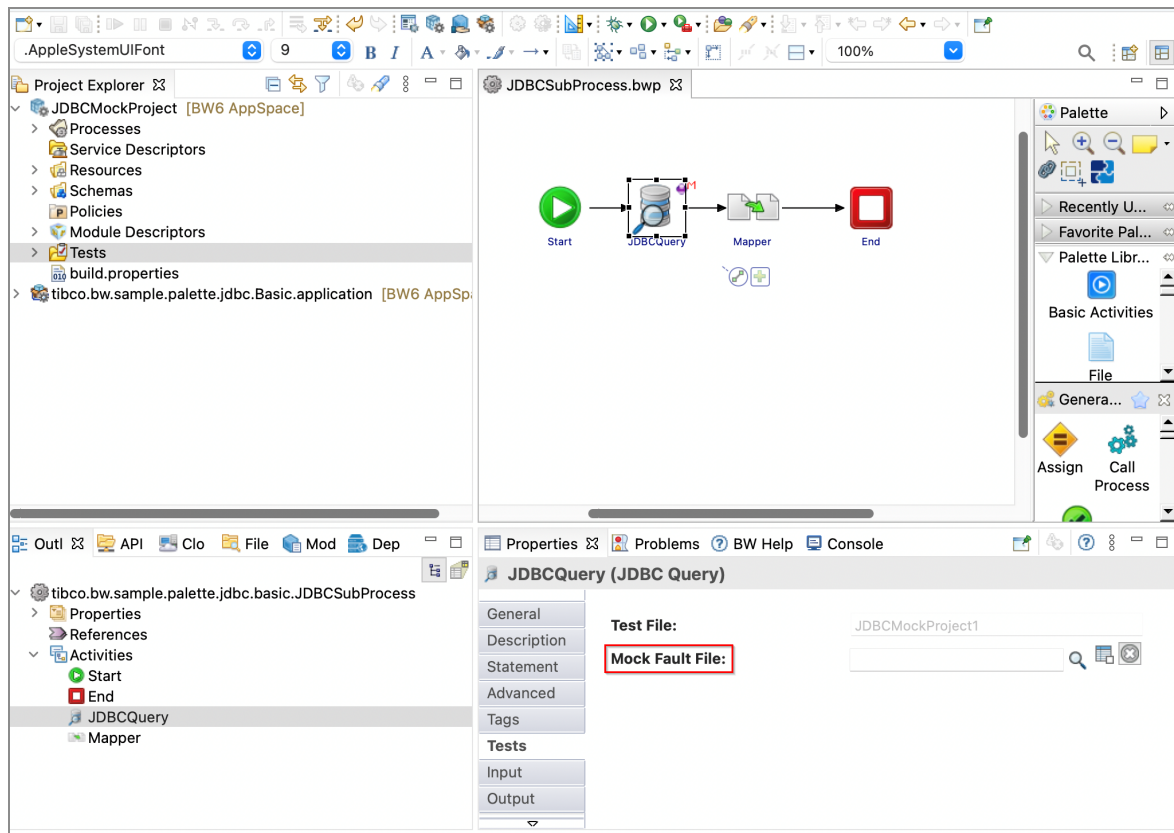 .AppleSystemUIFont
9
B
I
A
100%
Project Explorer
JDBCMockProject [BW6 AppSpace]
Processes
Service Descriptors
Resources
Schemas
Policies
Module Descriptors
Tests
build.properties
tibco.bw.sample.palette.jdbc.Basic.application [BW6 AppSp
JDBCSubProcess.bwp
M
Start
JDBCQuery
Mapper
End
Palette
Recently U...
Favorite Pal...
Palette Libr...
Basic Activities
File
Genera...
Assign
Call
Process
Outl
API
Clo
File
Mod
Dep
tibco.bw.sample.palette.jdbc.basic.JDBCSubProcess
Properties
References
Activities
Start
End
JDBCQuery
Mapper
Properties
Problems
BW Help
Console
JDBCQuery (JDBC Query)
General
Description
Statement
Advanced
Tags
Tests
Input
Output
Test File:
JDBCMockProject1
Mock Fault File: